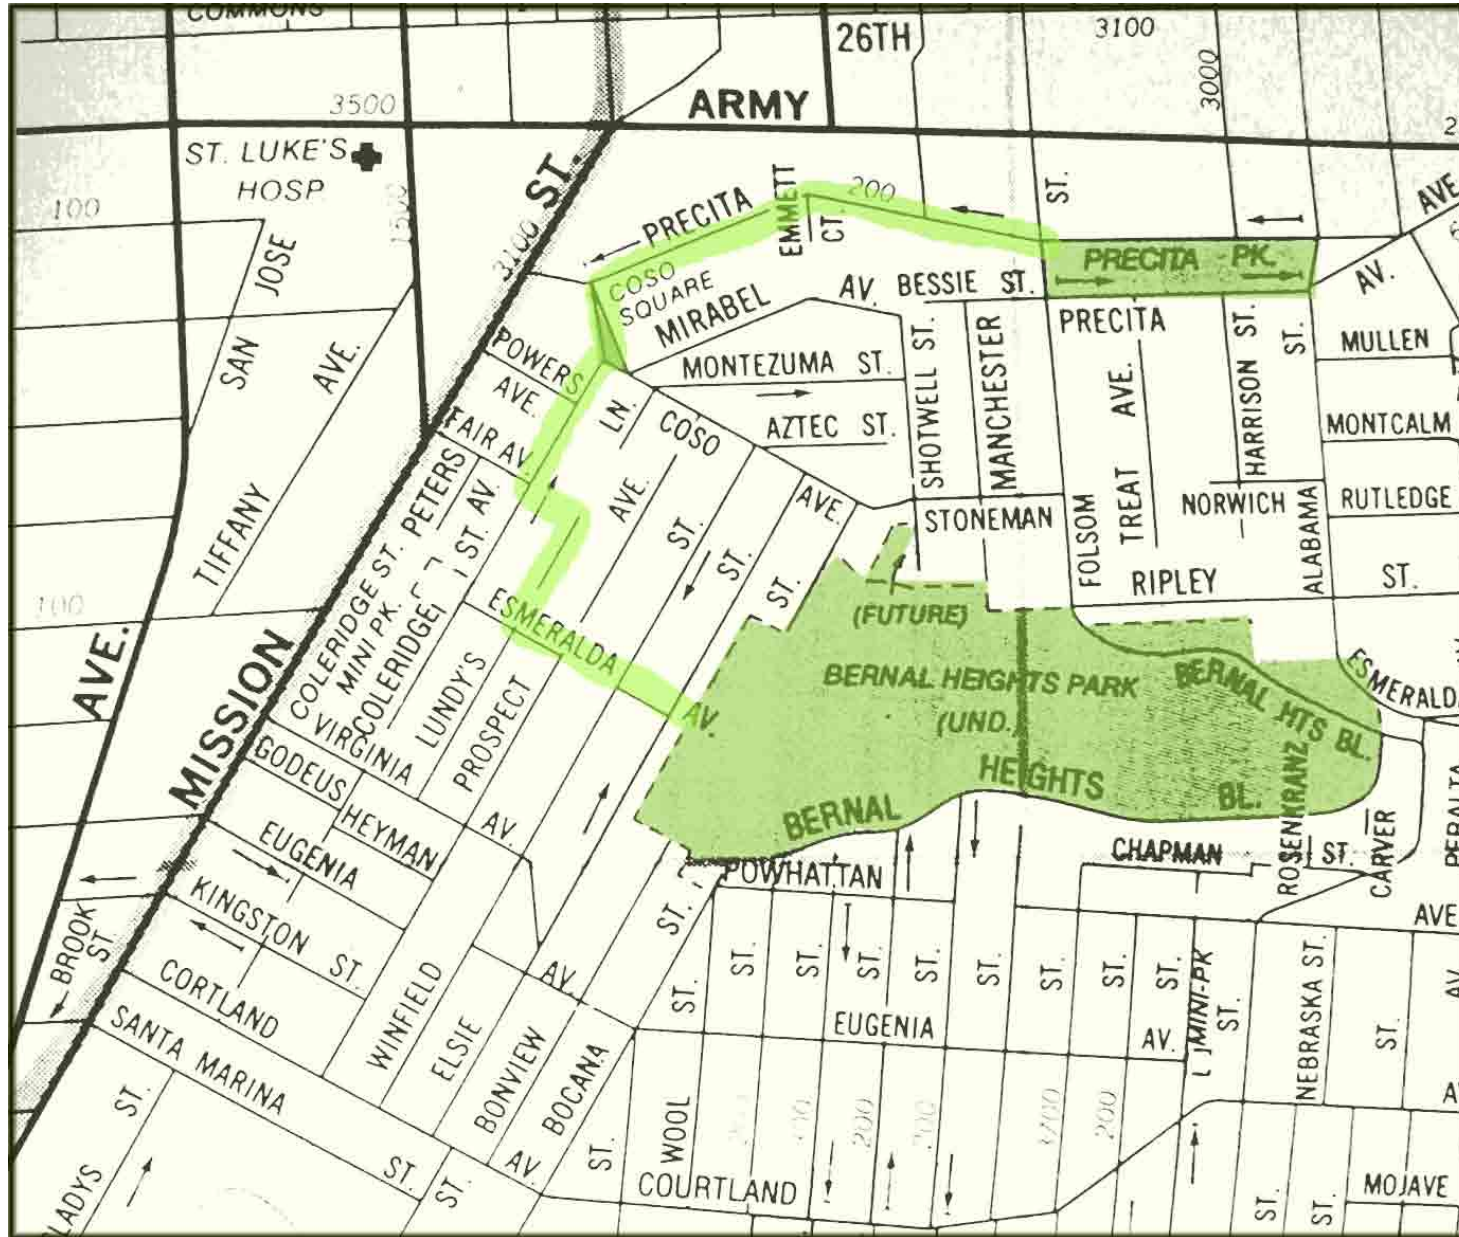 COMMONS
26TH
3100
3000
3500
ARMY
ST. LUKE'S
HOSP.
100
1500
3100
ST.
PRECITA
EMMETT
CT.
200
ST.
AVE
SAN
JOSE
AVE.
COSO
SQUARE
MIRABEL
AV.
BESSIE ST.
PRECITA PK.
PRECITA
AV.
POWERS
AVE.
FAIR AV.
LN.
COSO
AVE.
MONTEZUMA ST.
AZTEC ST.
SHOTWELL ST.
MANCHESTER
TREAT AVE.
HARRISON ST.
ST.
MULLEN
MONTCALM
RUTLEDGE
TIFFANY
100
AVE.
ST. PETERS
AV.
COLERIDGE ST.
MINI PK.
COLERIDGE
ST.
AVE.
ST.
ST.
ST.
STONEMAN
FOLSOM
NORWICH
ALABAMA
RIPLEY
ST.
ESMERALDA
AV.
(FUTURE)
BERNAL HEIGHTS PARK
(UND.)
BERNAL HTS BL.
ESMERALDA
MISSION
VIRGINIA
AV.
LUNDY'S
PROSPECT
GODEUS
HEYMAN
EUGENIA
BERNAL
HEIGHTS
BL.
ROSENKRANZ
CHAPMAN
ST.
CARVER
PERALTA
POWHATTAN
AVE
BROOK
ST.
KINGSTON
ST.
CORTLAND
AV.
SANTA MARINA
ST.
WINFIELD
ELSIE
BONVIEW
BOCANA
ST.
ST.
ST.
ST.
ST.
ST.
ST.
ST.
ST.
MINI-PK
ST.
NEBRASKA ST.
ST.
AV
EUGENIA
AV.
WOOL
200
200
200
ST.
GLADYS
ST.
AV.
ST.
COURTLAND
ST.
ST.
MOJAVE